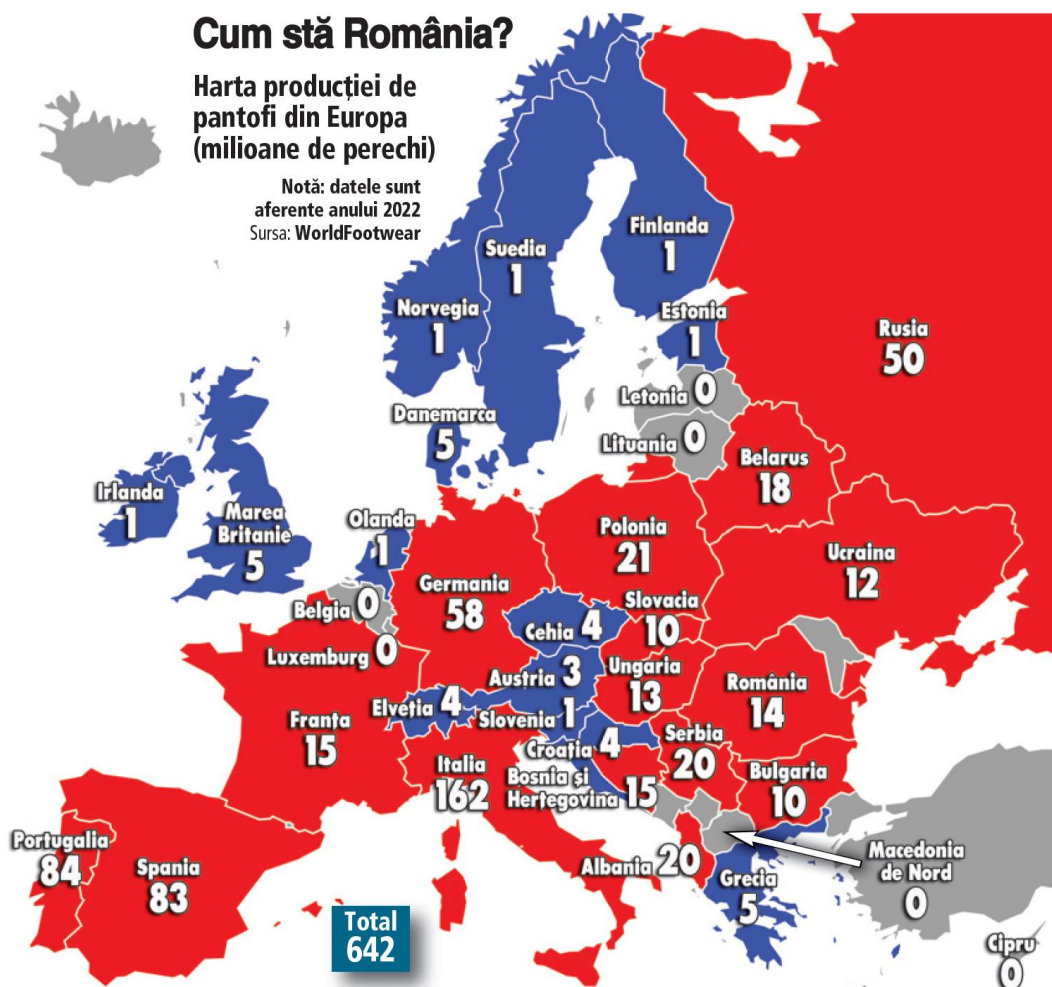 Cum stă România?
Harta producției de
pantofi din Europa
(milioane de perechi)
Notă: datele sunt
aferente anului 2022
Sursa: WorldFootwear
Finlanda
1
Suedia
1
Norvegia
1
Estonia
1
Rusia
50
Letonia 0
Lituania 0
Danemarca
5
Belarus
18
Irlanda
1
Marea
Britanie
5
Olanda
1
Polonia
21
Ucraina
12
Germania
58
Belgia 0
Slovacia
10
Cehia 4
Luxemburg 0
Austria 3
Ungaria
13
România
14
Elveția 4
Slovenia 1
Franța
15
Croația 4
Serbia
20
Italia
162
Bosnia și
Herțegovina 15
Bulgaria
10
Portugalia
84
Spania
83
Albania 20
Macedonia
de Nord
0
Grecia
5
Total
642
Cipru
0